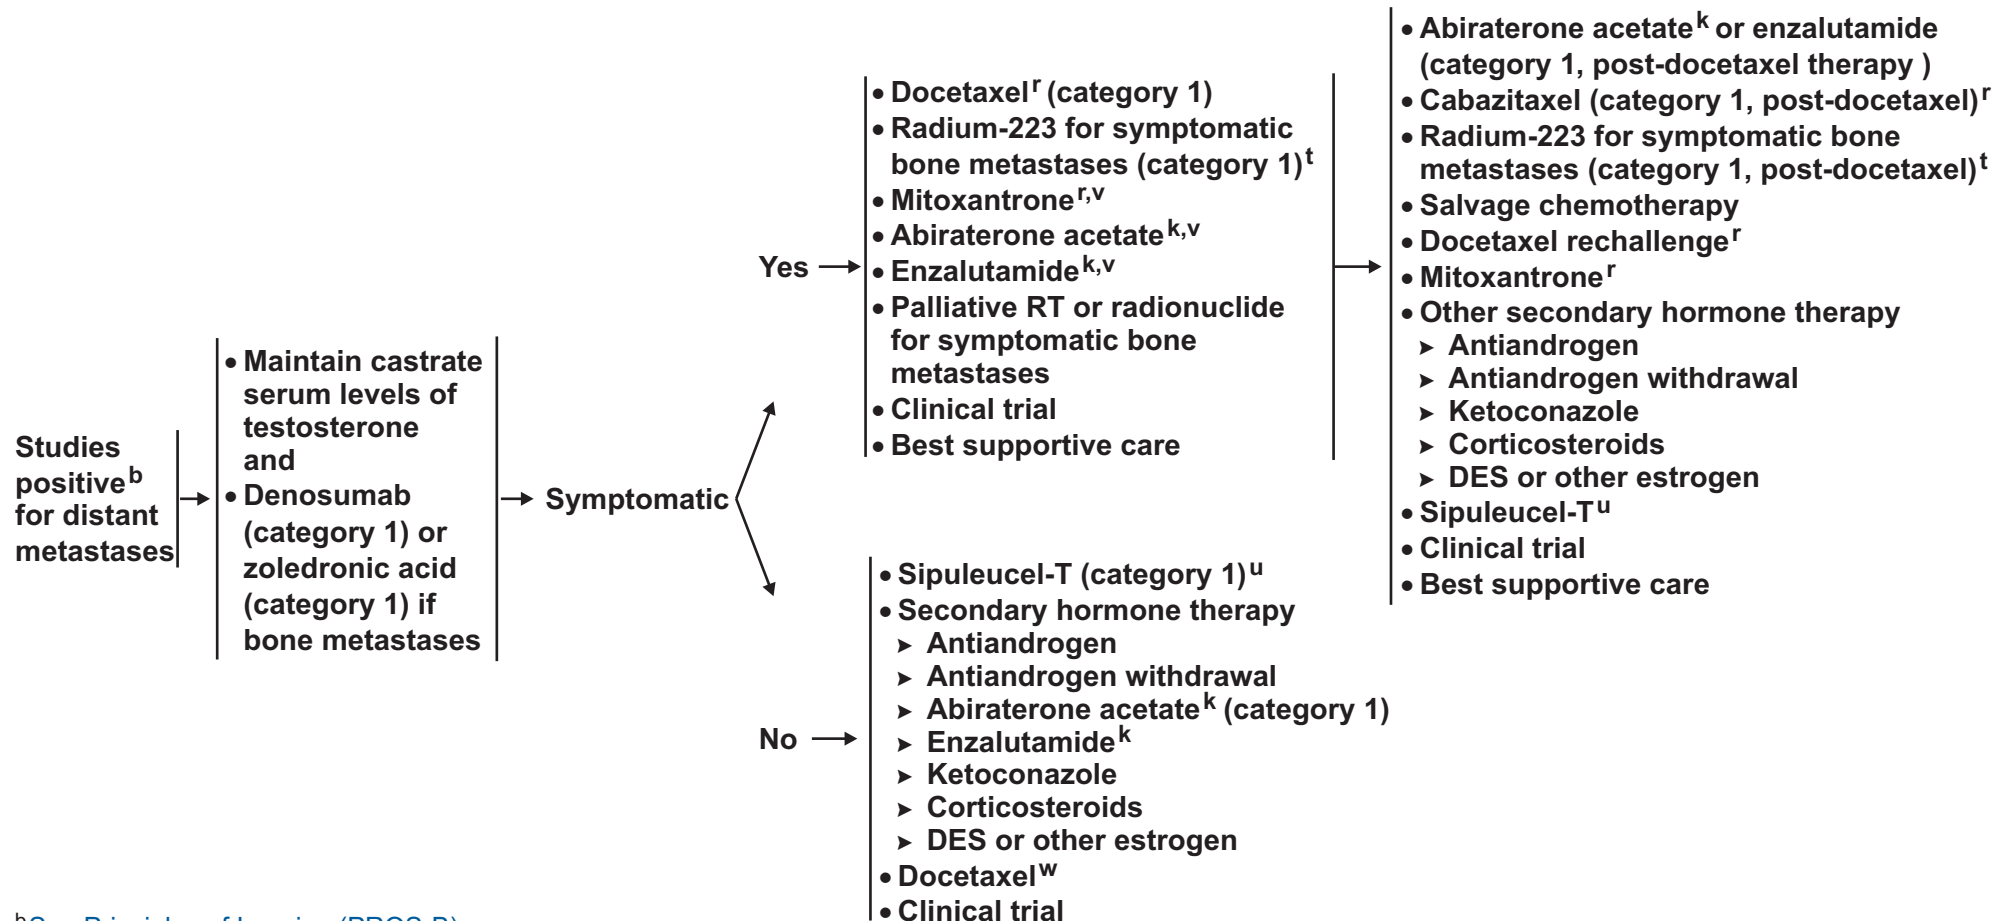 Studies
positive b
for distant
metastases
• Maintain castrate
serum levels of
testosterone
and
• Denosumab
(category 1) or
zoledronic acid
(category 1) if
bone metastases
Symptomatic
Yes
• Docetaxel r (category 1)
• Radium-223 for symptomatic
bone metastases (category 1) t
• Mitoxantrone r,v
• Abiraterone acetate k,v
• Enzalutamide k,v
• Palliative RT or radionuclide
for symptomatic bone
metastases
• Clinical trial
• Best supportive care
• Abiraterone acetate k or enzalutamide
(category 1, post-docetaxel therapy )
• Cabazitaxel (category 1, post-docetaxel) r
• Radium-223 for symptomatic bone
metastases (category 1, post-docetaxel) t
• Salvage chemotherapy
• Docetaxel rechallenge r
• Mitoxantrone r
• Other secondary hormone therapy
➤ Antiandrogen
➤ Antiandrogen withdrawal
➤ Ketoconazole
➤ Corticosteroids
➤ DES or other estrogen
• Sipuleucel-T u
• Clinical trial
• Best supportive care
No
• Sipuleucel-T (category 1) u
• Secondary hormone therapy
➤ Antiandrogen
➤ Antiandrogen withdrawal
➤ Abiraterone acetate k (category 1)
➤ Enzalutamide k
➤ Ketoconazole
➤ Corticosteroids
➤ DES or other estrogen
• Docetaxel w
• Clinical trial